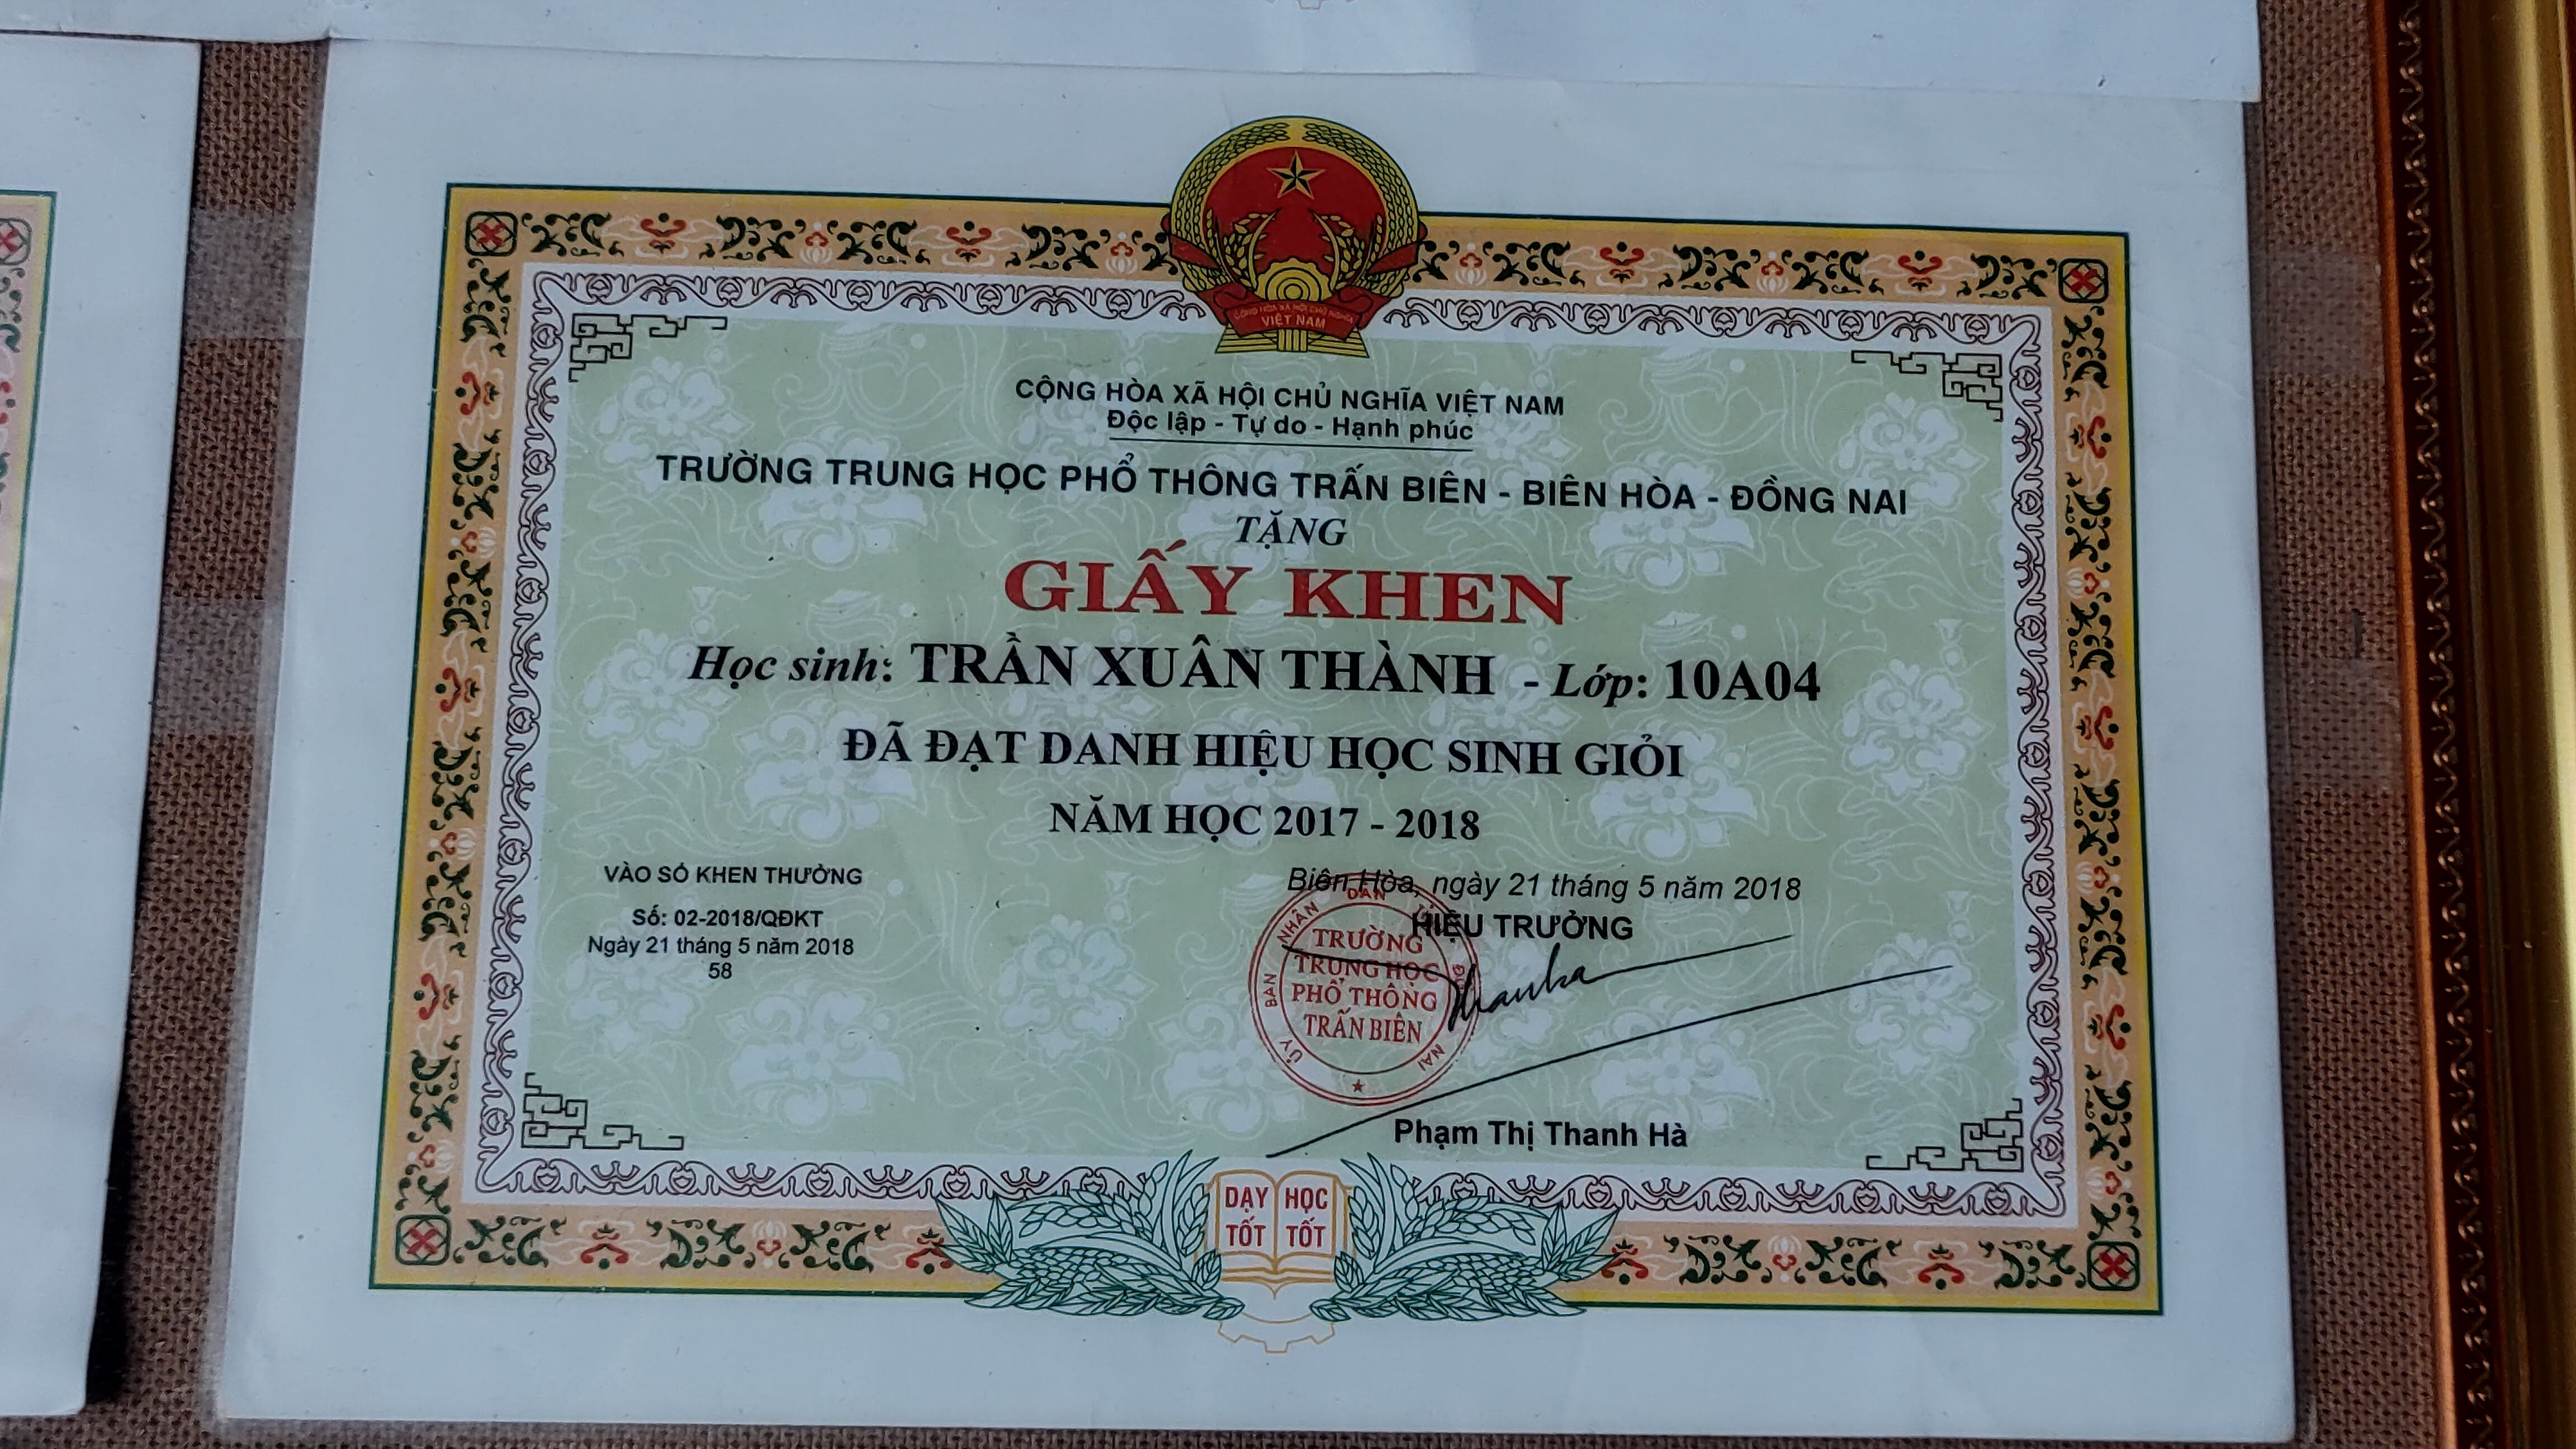 CỘNG HÒA XÃ HỘI CHỦ NGHĨA
VIỆT NAM
CỘNG HÒA XÃ HỘI CHỦ NGHĨA VIỆT NAM
Độc lập - Tự do - Hạnh phúc
TRƯỜNG TRUNG HỌC PHỔ THÔNG TRẤN BIÊN - BIÊN HÒA - ĐỒNG NAI
TẶNG
GIẤY KHEN
Học sinh: TRẦN XUÂN THÀNH - Lớp: 10A04
ĐÃ ĐẠT DANH HIỆU HỌC SINH GIỎI
NĂM HỌC 2017 - 2018
VÀO SỔ KHEN THƯỞNG
Số: 02-2018/QĐKT
Ngày 21 tháng 5 năm 2018
58
Biên Hòa, ngày 21 tháng 5 năm 2018
HIỆU TRƯỞNG
ỦY BAN NHÂN DÂN NAI
TRƯỜNG
TRUNG HỌC
PHỔ THÔNG
TRẤN BIÊN
Phạm Thị Thanh Hà
DẠY TỐT
HỌC TỐT